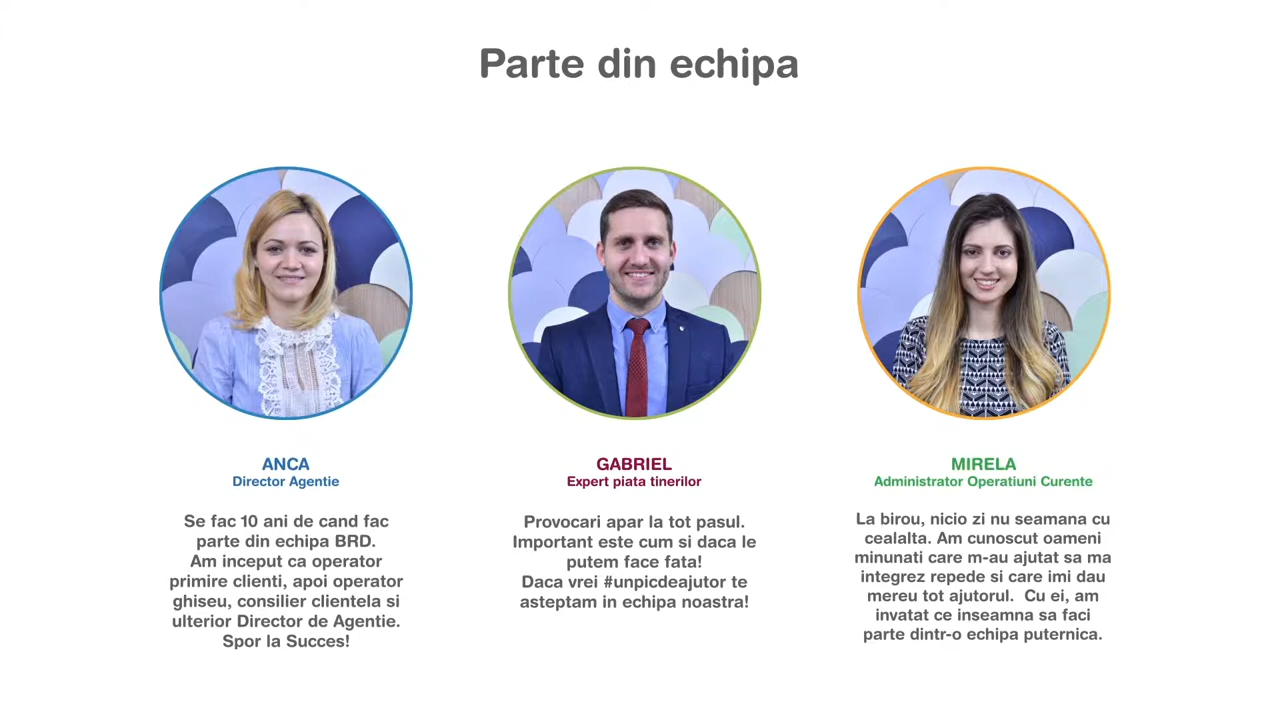 Parte din echipa
ANCA
Director Agentie
Se fac 10 ani de cand fac
parte din echipa BRD.
Am inceput ca operator
primire clienti, apoi operator
ghiseu, consilier clientela si
ulterior Director de Agentie.
Spor la Succes!
GABRIEL
Expert piata tinerilor
Provocari apar la tot pasul.
Important este cum si daca le
putem face fata!
Daca vrei #unpicdeajutor te
asteptam in echipa noastra!
MIRELA
Administrator Operatiuni Curente
La birou, nicio zi nu seamana cu
cealalta. Am cunoscut oameni
minunati care m-au ajutat sa ma
integrez repede si care imi dau
mereu tot ajutorul. Cu ei, am
invatat ce inseamna sa faci
parte dintr-o echipa puternica.